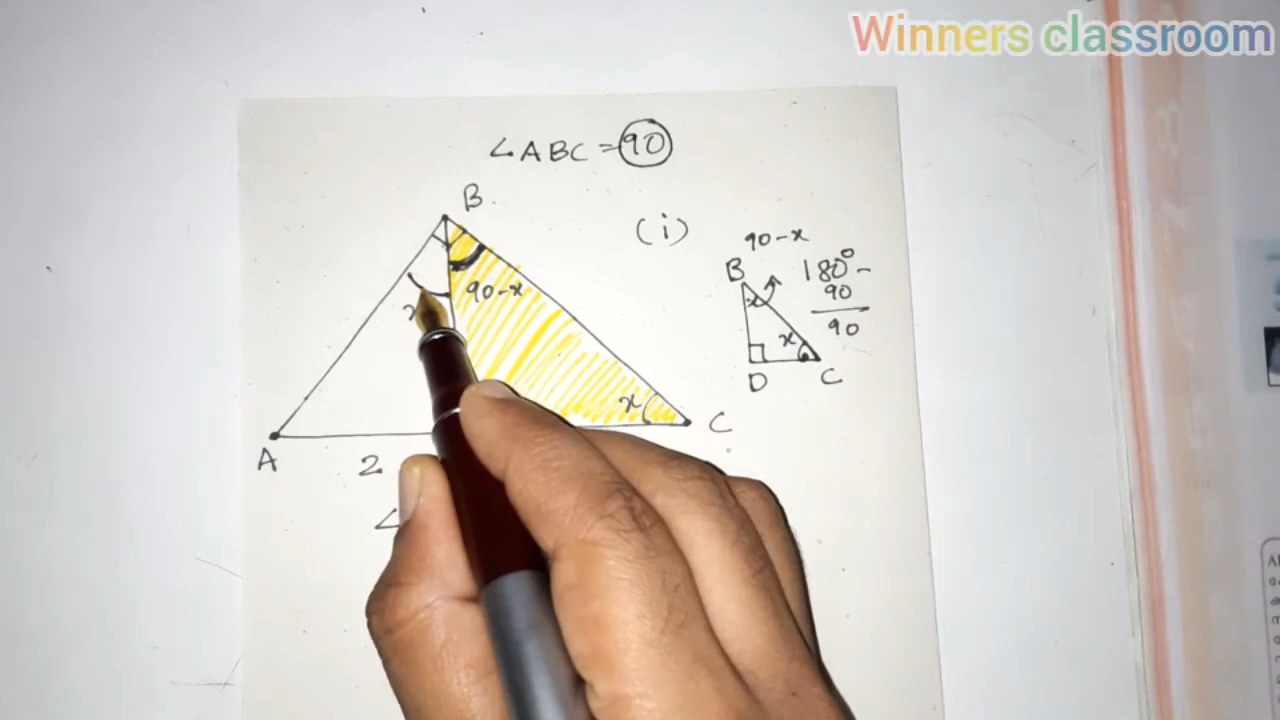 Winners classroom
∠ABC = 90
B
(i)
90-x
B
180°-
90
90
x
x
D
C
90-x
x
C
A
2
∠